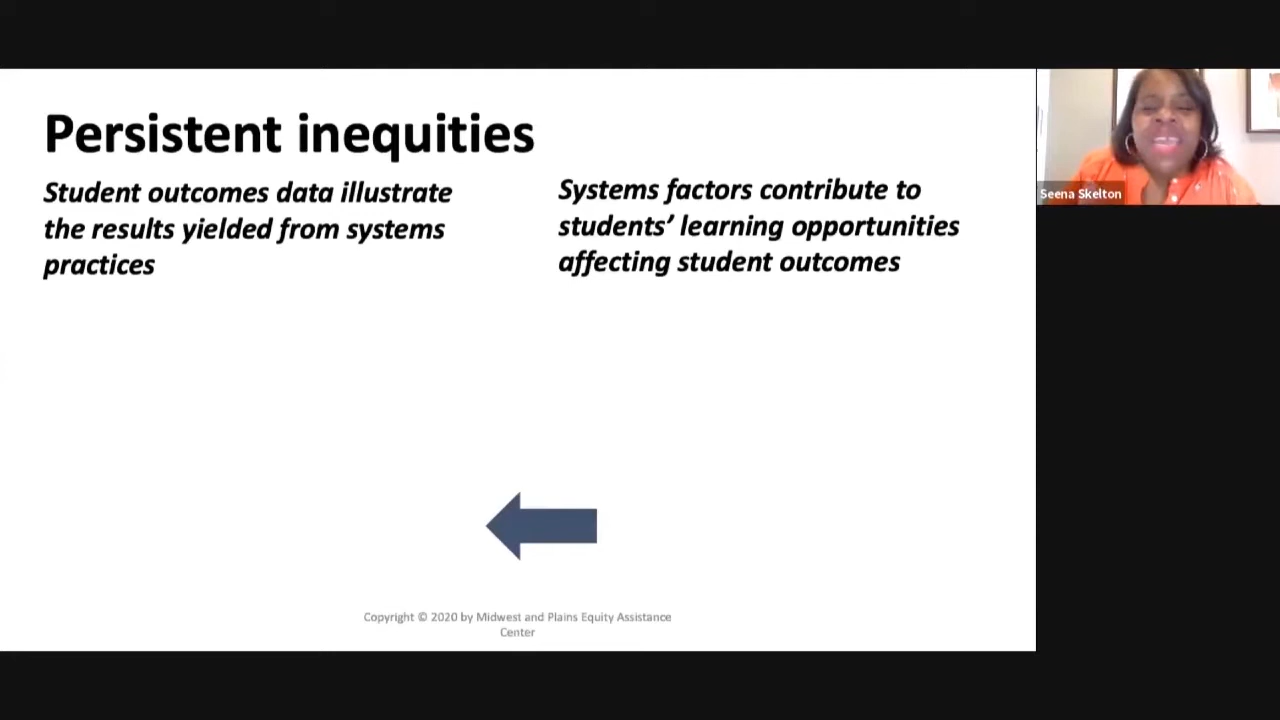 Persistent inequities
Student outcomes data illustrate
the results yielded from systems
practices
Systems factors contribute to
students’ learning opportunities
affecting student outcomes
Seena Skelton
Copyright © 2020 by Midwest and Plains Equity Assistance
Center